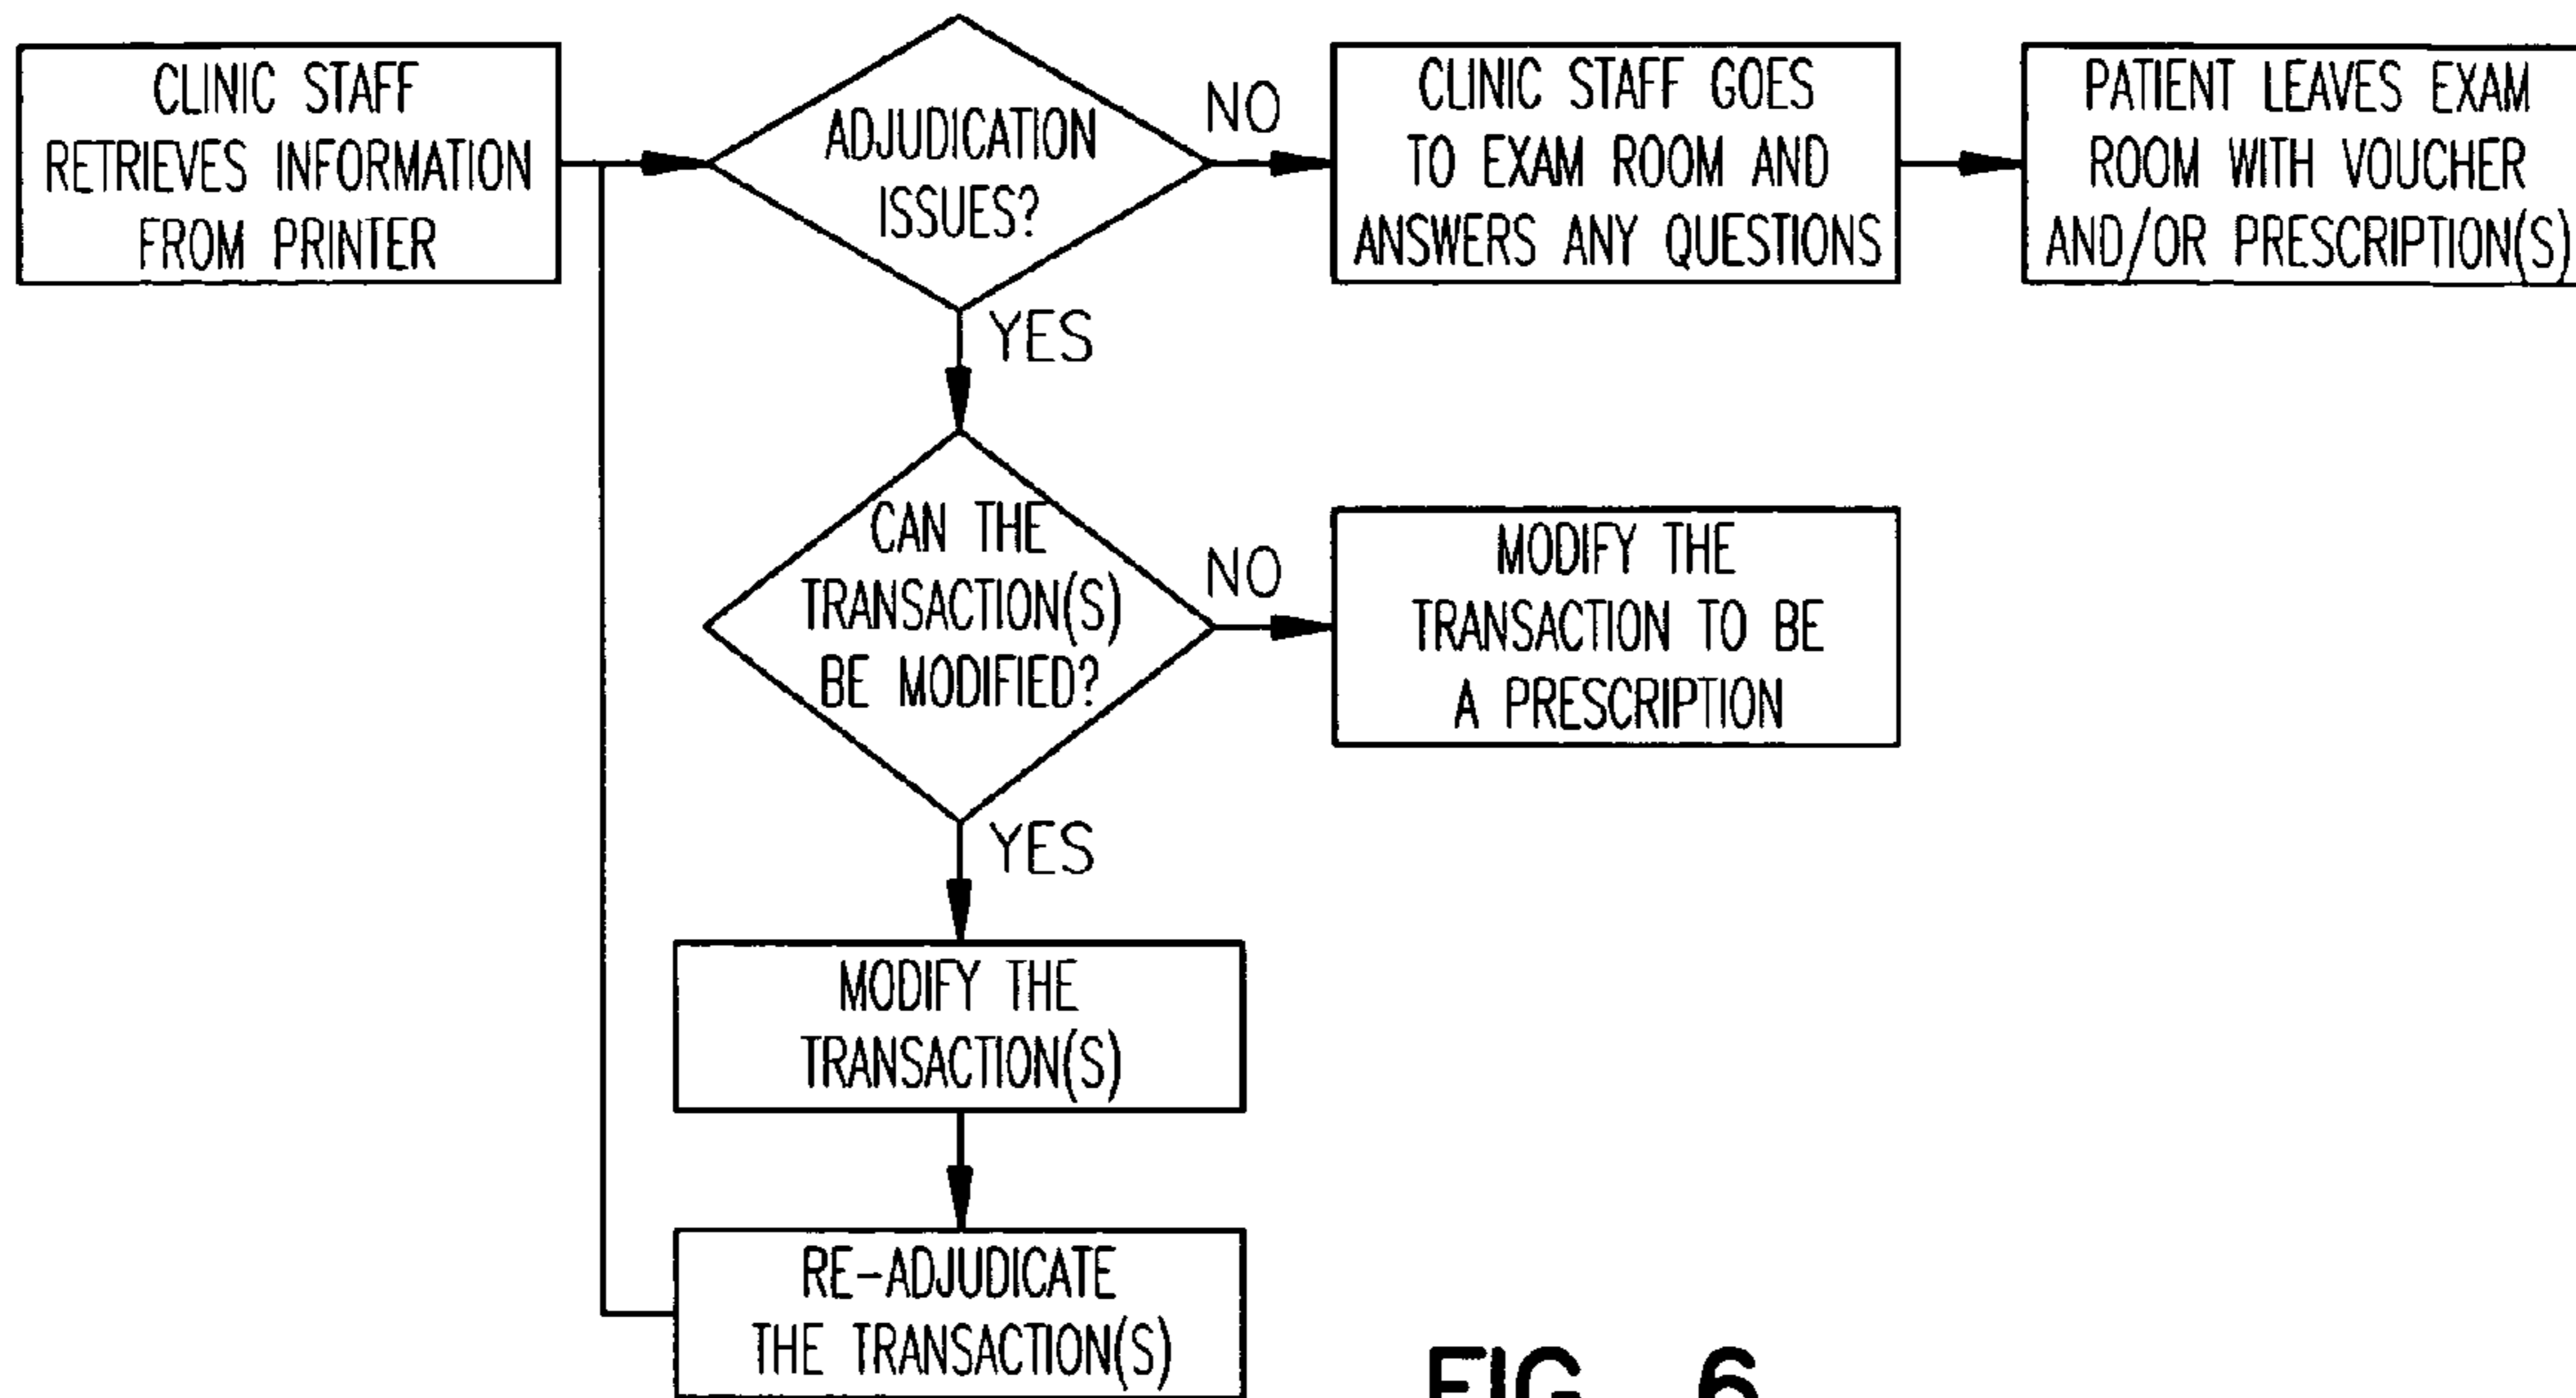 CLINIC STAFF
RETRIEVES INFORMATION
FROM PRINTER
ADJUDICATION
ISSUES?
NO
CLINIC STAFF GOES
TO EXAM ROOM AND
ANSWERS ANY QUESTIONS
PATIENT LEAVES EXAM
ROOM WITH VOUCHER
AND/OR PRESCRIPTION(S)
YES
CAN THE
TRANSACTION(S)
BE MODIFIED?
NO
MODIFY THE
TRANSACTION TO BE
A PRESCRIPTION
YES
MODIFY THE
TRANSACTION(S)
RE-ADJUDICATE
THE TRANSACTION(S)
FIG. 6